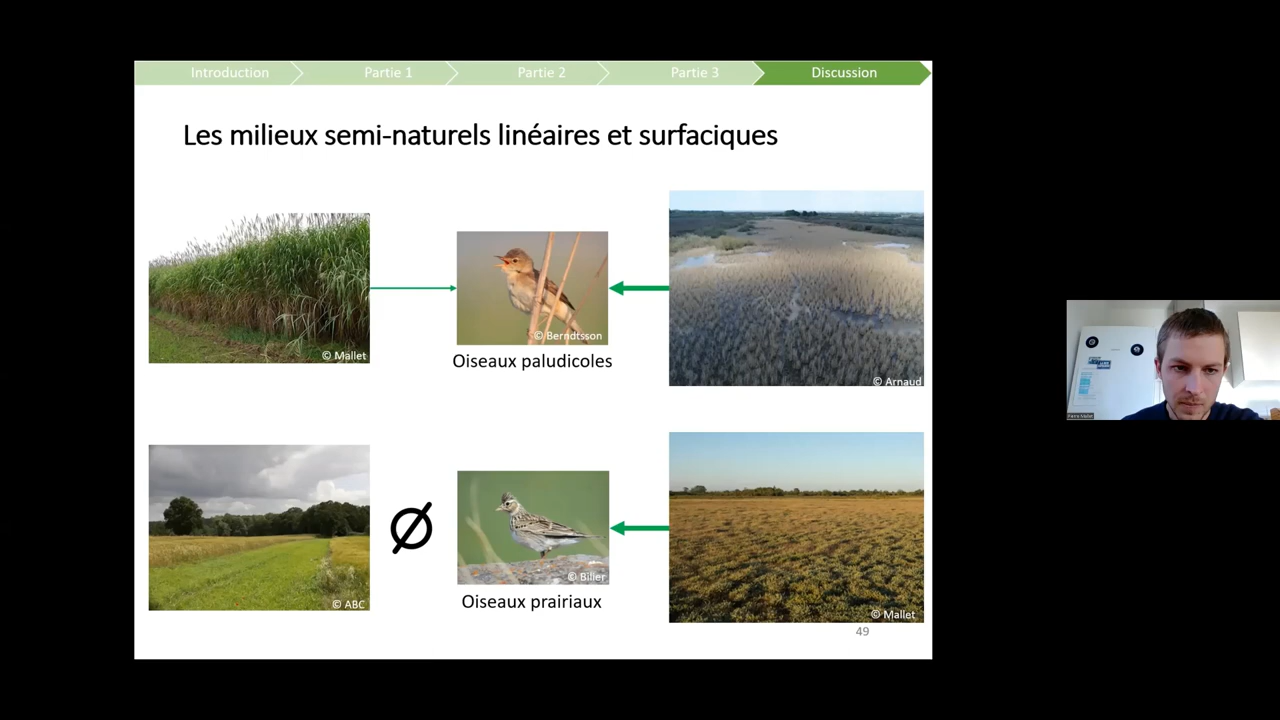 Introduction
Partie 1
Partie 2
Partie 3
Discussion
Les milieux semi-naturels linéaires et surfaciques
© Mallet
© Berndtsson
Oiseaux paludicoles
© Arnaud
© ABC
Ø
© Biller
Oiseaux prairiaux
© Mallet
49